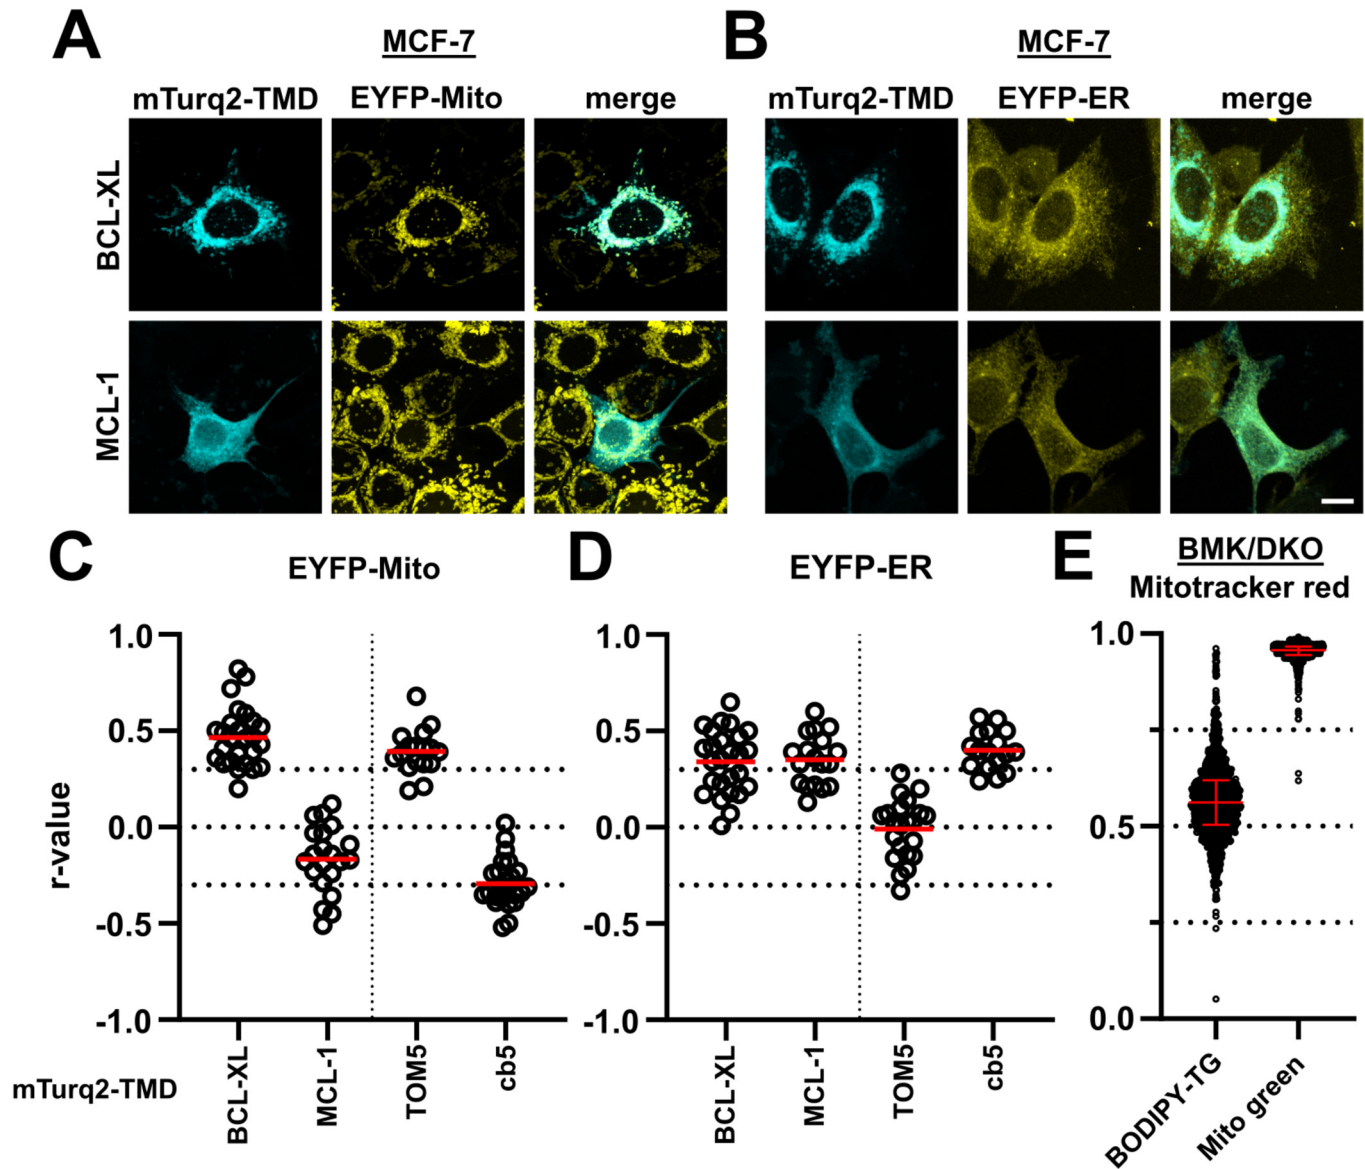 A
MCF-7
mTurq2-TMD EYFP-Mito merge
BCL-XL
MCL-1
B
MCF-7
mTurq2-TMD EYFP-ER merge
C
EYFP-Mito
r-value
1.0
0.5
0.0
-0.5
-1.0
mTurq2-TMD
BCL-XL
MCL-1
TOM5
cb5
D
EYFP-ER
1.0
0.5
0.0
-0.5
-1.0
BCL-XL
MCL-1
TOM5
cb5
E
BMK/DKO
Mitotracker red
1.0
0.5
0.0
BODIPY-TG
Mito green